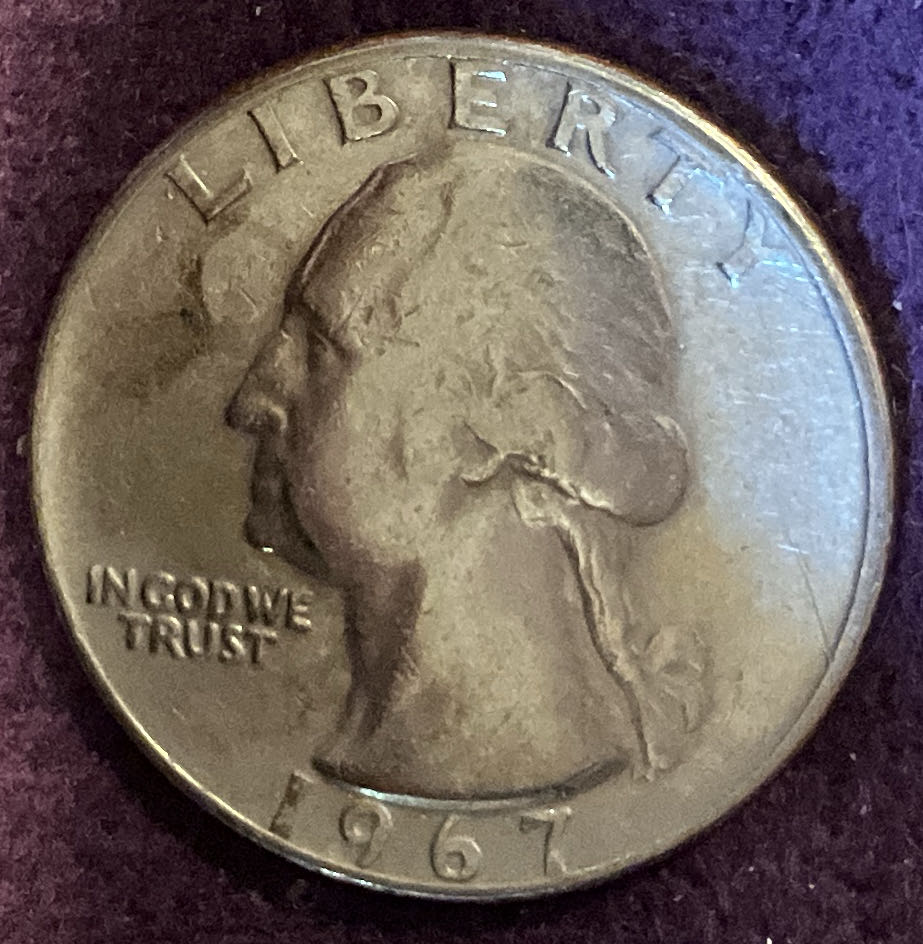 LIBERTY
IN GOD WE
TRUST
1967